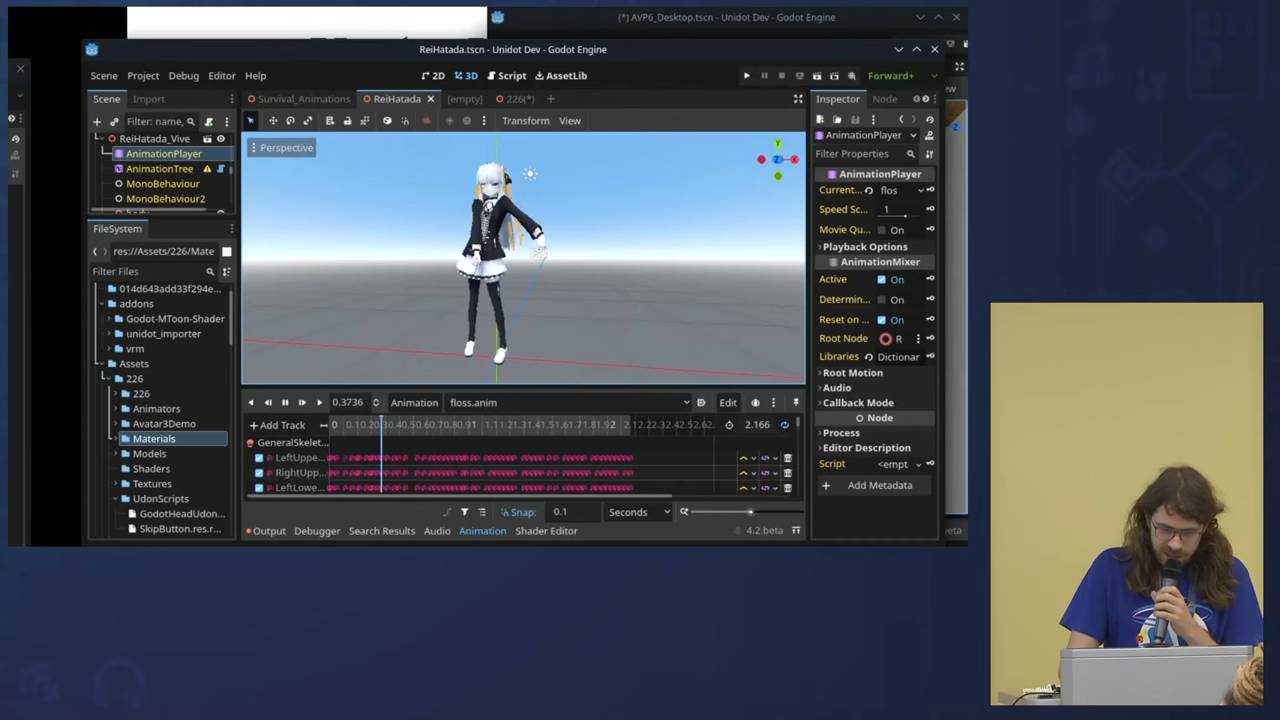 (*) AVP6_Desktop.tscn - Unidot Dev - Godot Engine
ReiHatada.tscn - Unidot Dev - Godot Engine
Scene Project Debug Editor Help
2D 3D Script AssetLib
Forward+
Scene Import
Survival_Animations ReiHatada [empty] 226(*)
Inspector Node
Filter: name,
Transform View
ReiHatada_Vive
AnimationPlayer
AnimationTree
MonoBehaviour
MonoBehaviour2
Perspective
Y
Z
X
AnimationPlayer
Filter Properties
AnimationPlayer
Current... flos
Speed Sc... 1
Movie Qu... On
Playback Options
AnimationMixer
Active On
Determin... On
Reset on ... On
Root Node R
Libraries Dictionar
Root Motion
Audio
Callback Mode
Node
Process
Editor Description
Script <empt
Add Metadata
FileSystem
res://Assets/226/Mate
Filter Files
014d643add33f294e...
addons
Godot-MToon-Shader
unidot_importer
vrm
Assets
226
226
Animators
Avatar3Demo
Materials
Models
Shaders
Textures
UdonScripts
GodotHeadUdon...
SkipButton.res.r...
0.3736 Animation floss.anim Edit
Add Track
2.166
GeneralSkelet...
LeftUppe...
RightUpp...
LeftLowe...
Snap: 0.1 Seconds
Output Debugger Search Results Audio Animation Shader Editor
4.2.beta